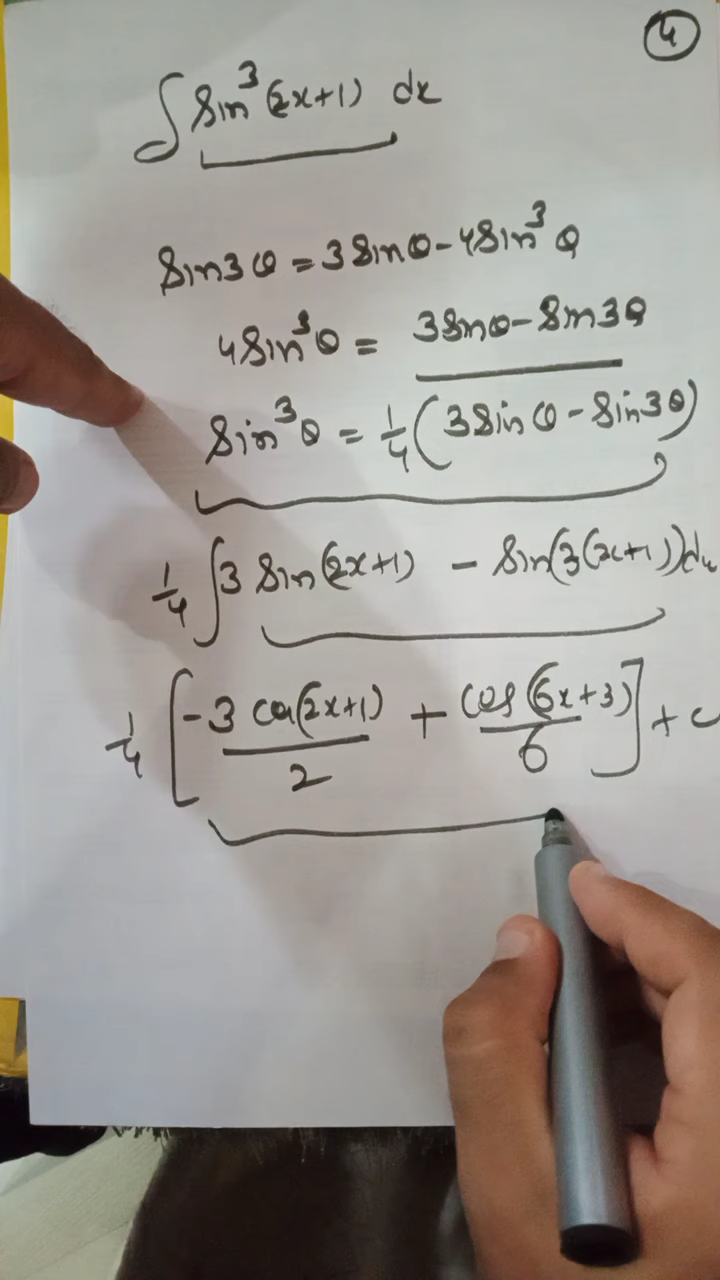 4
∫ Sin³(2x+1) dx
Sin3θ = 3Sinθ - 4Sin³θ
4Sin³θ = 3Sinθ - Sin3θ
Sin³θ = 1/4 (3Sinθ - Sin3θ)
1/4 ∫ 3 Sin(2x+1) - Sin(3(2x+1))dx
1/4 [-3 cos(2x+1)/2 + cos(6x+3)/6] + c